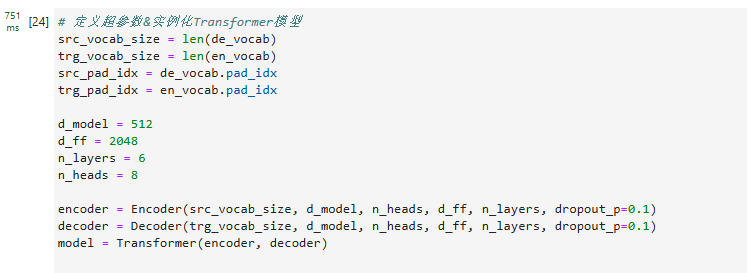 751
ms
[24] # 定义超参数&实例化Transformer模型
src_vocab_size = len(de_vocab)
trg_vocab_size = len(en_vocab)
src_pad_idx = de_vocab.pad_idx
trg_pad_idx = en_vocab.pad_idx
d_model = 512
d_ff = 2048
n_layers = 6
n_heads = 8
encoder = Encoder(src_vocab_size, d_model, n_heads, d_ff, n_layers, dropout_p=0.1)
decoder = Decoder(trg_vocab_size, d_model, n_heads, d_ff, n_layers, dropout_p=0.1)
model = Transformer(encoder, decoder)